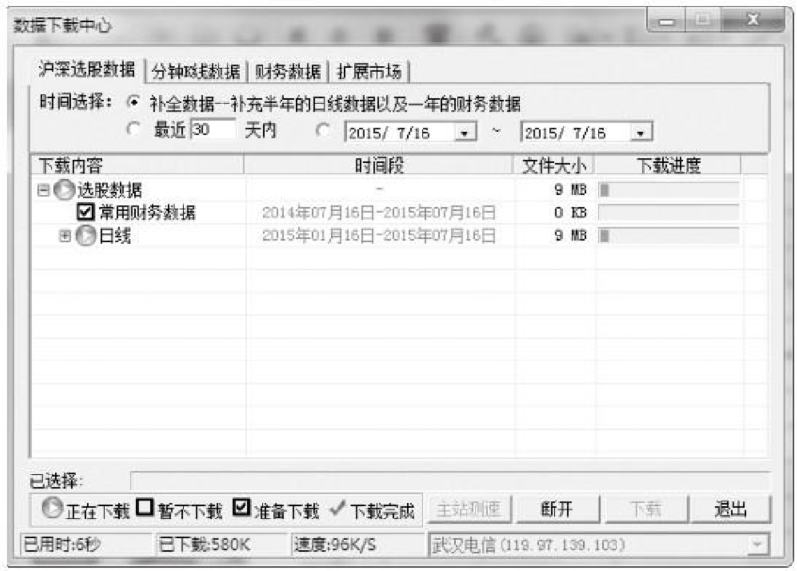 数据下载中心
沪深选股数据 分钟K线数据 财务数据 扩展市场
时间选择: 补全数据--补充半年的日线数据以及一年的财务数据
最近 30 天内 2015/ 7/16 ~ 2015/ 7/16
下载内容 时间段 文件大小 下载进度
选股数据 - 9 MB
常用财务数据 2014年07月16日-2015年07月16日 0 KB
日线 2015年01月16日-2015年07月16日 9 MB
已选择:
正在下载 暂不下载 准备下载 下载完成 主站测速 断开 下载 退出
已用时:6秒 已下载:580K 速度:96K/S 武汉电信(119.97.139.103)